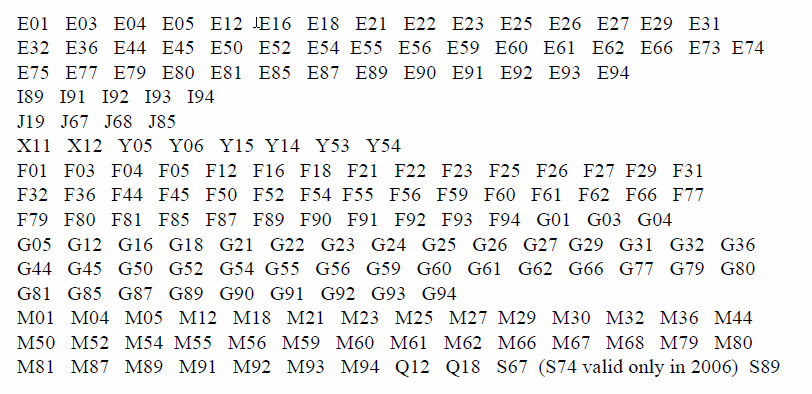 E01 E03 E04 E05 E12 E16 E18 E21 E22 E23 E25 E26 E27 E29 E31
E32 E36 E44 E45 E50 E52 E54 E55 E56 E59 E60 E61 E62 E66 E73 E74
E75 E77 E79 E80 E81 E85 E87 E89 E90 E91 E92 E93 E94
I89 I91 I92 I93 I94
J19 J67 J68 J85
X11 X12 Y05 Y06 Y15 Y14 Y53 Y54
F01 F03 F04 F05 F12 F16 F18 F21 F22 F23 F25 F26 F27 F29 F31
F32 F36 F44 F45 F50 F52 F54 F55 F56 F59 F60 F61 F62 F66 F77
F79 F80 F81 F85 F87 F89 F90 F91 F92 F93 F94 G01 G03 G04
G05 G12 G16 G18 G21 G22 G23 G24 G25 G26 G27 G29 G31 G32 G36
G44 G45 G50 G52 G54 G55 G56 G59 G60 G61 G62 G66 G77 G79 G80
G81 G85 G87 G89 G90 G91 G92 G93 G94
M01 M04 M05 M12 M18 M21 M23 M25 M27 M29 M30 M32 M36 M44
M50 M52 M54 M55 M56 M59 M60 M61 M62 M66 M67 M68 M79 M80
M81 M87 M89 M91 M92 M93 M94 Q12 Q18 S67 (S74 valid only in 2006) S89